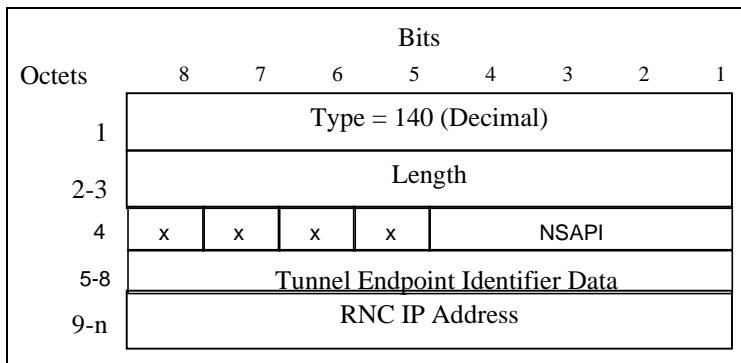 Bits
Octets 8 7 6 5 4 3 2 1
1 Type = 140 (Decimal)
2-3 Length
4 x x x x NSAPI
5-8 Tunnel Endpoint Identifier Data
9-n RNC IP Address